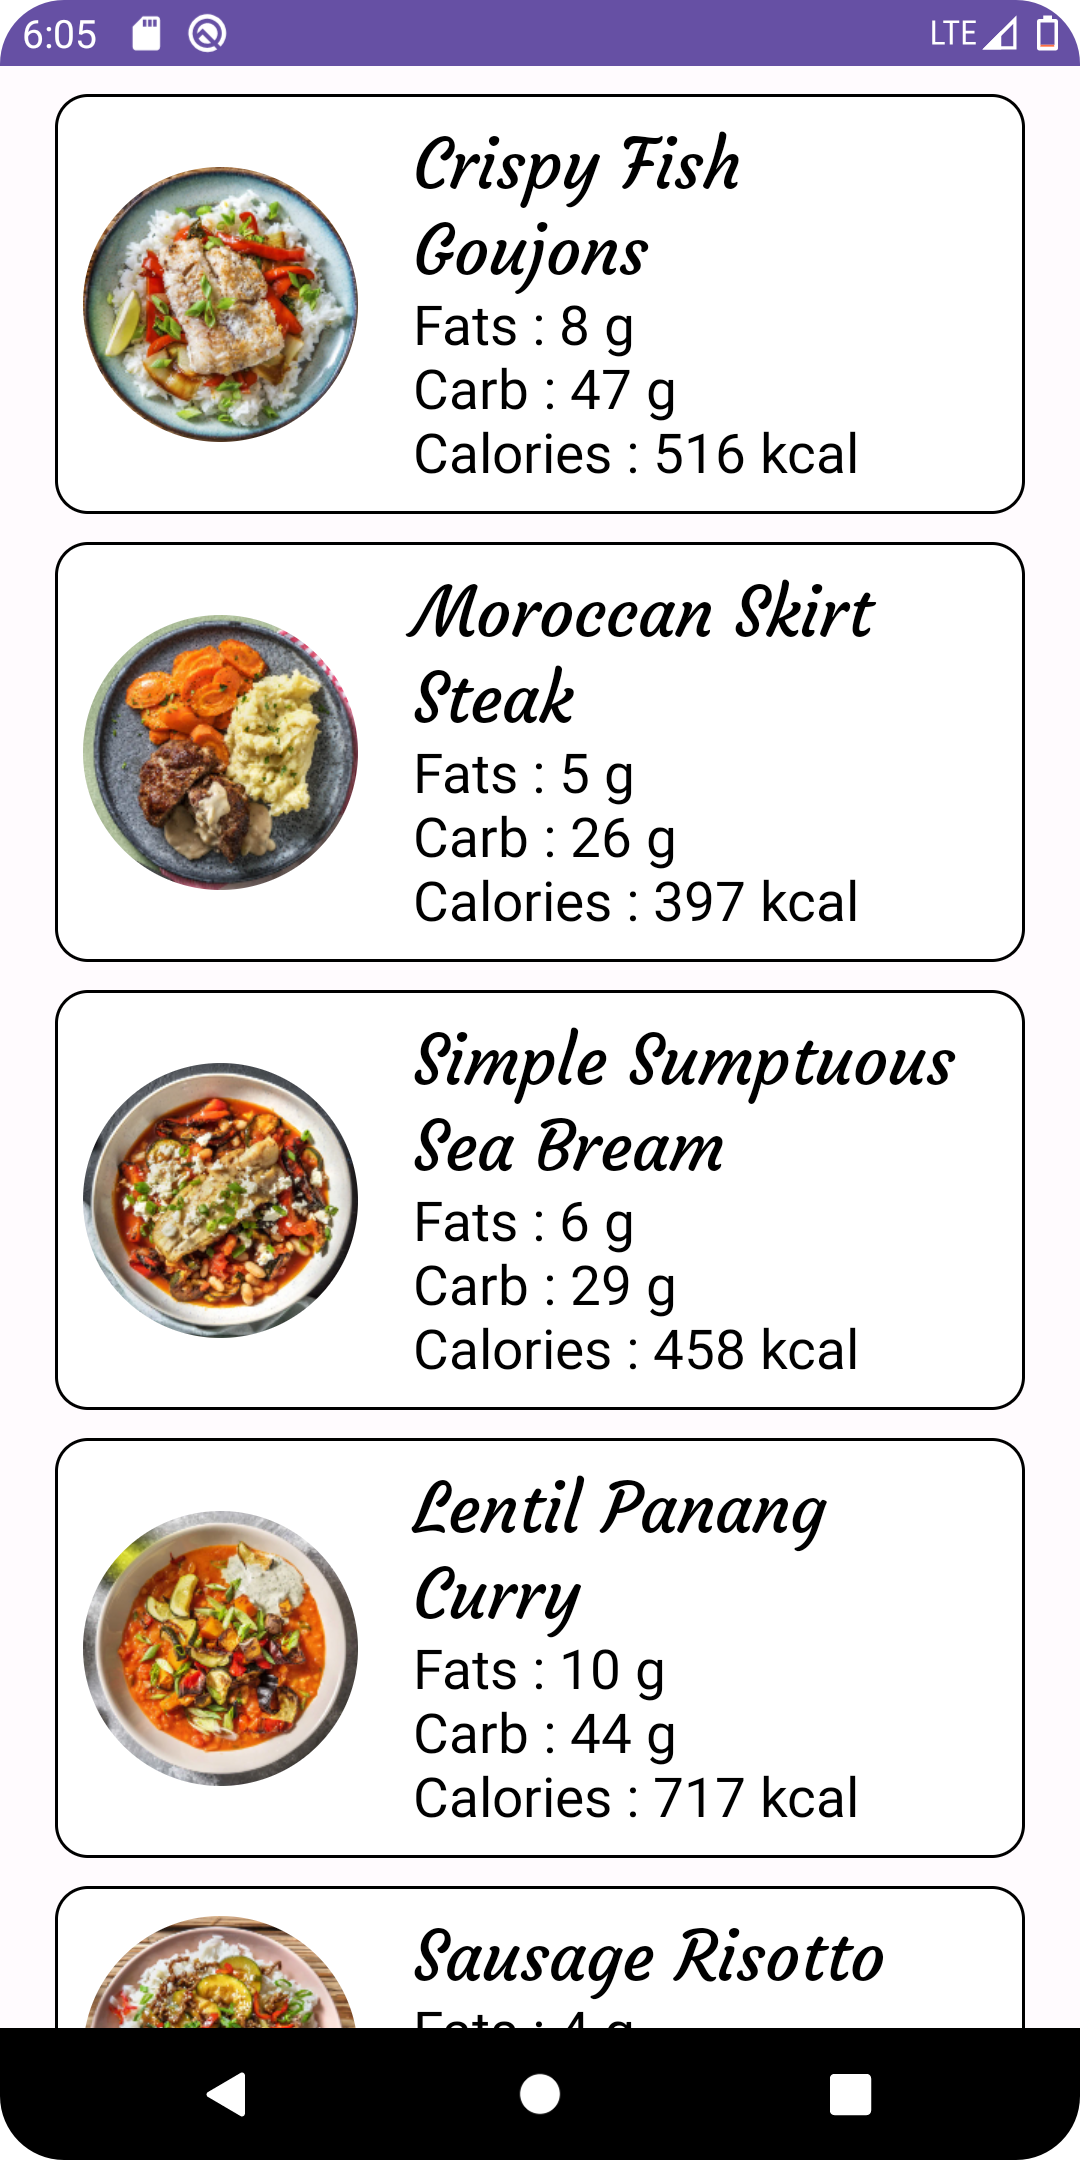 6:05
LTE
Crispy Fish
Goujons
Fats : 8 g
Carb : 47 g
Calories : 516 kcal
Moroccan Skirt
Steak
Fats : 5 g
Carb : 26 g
Calories : 397 kcal
Simple Sumptuous
Sea Bream
Fats : 6 g
Carb : 29 g
Calories : 458 kcal
Lentil Panang
Curry
Fats : 10 g
Carb : 44 g
Calories : 717 kcal
Sausage Risotto
Fats : 4 g